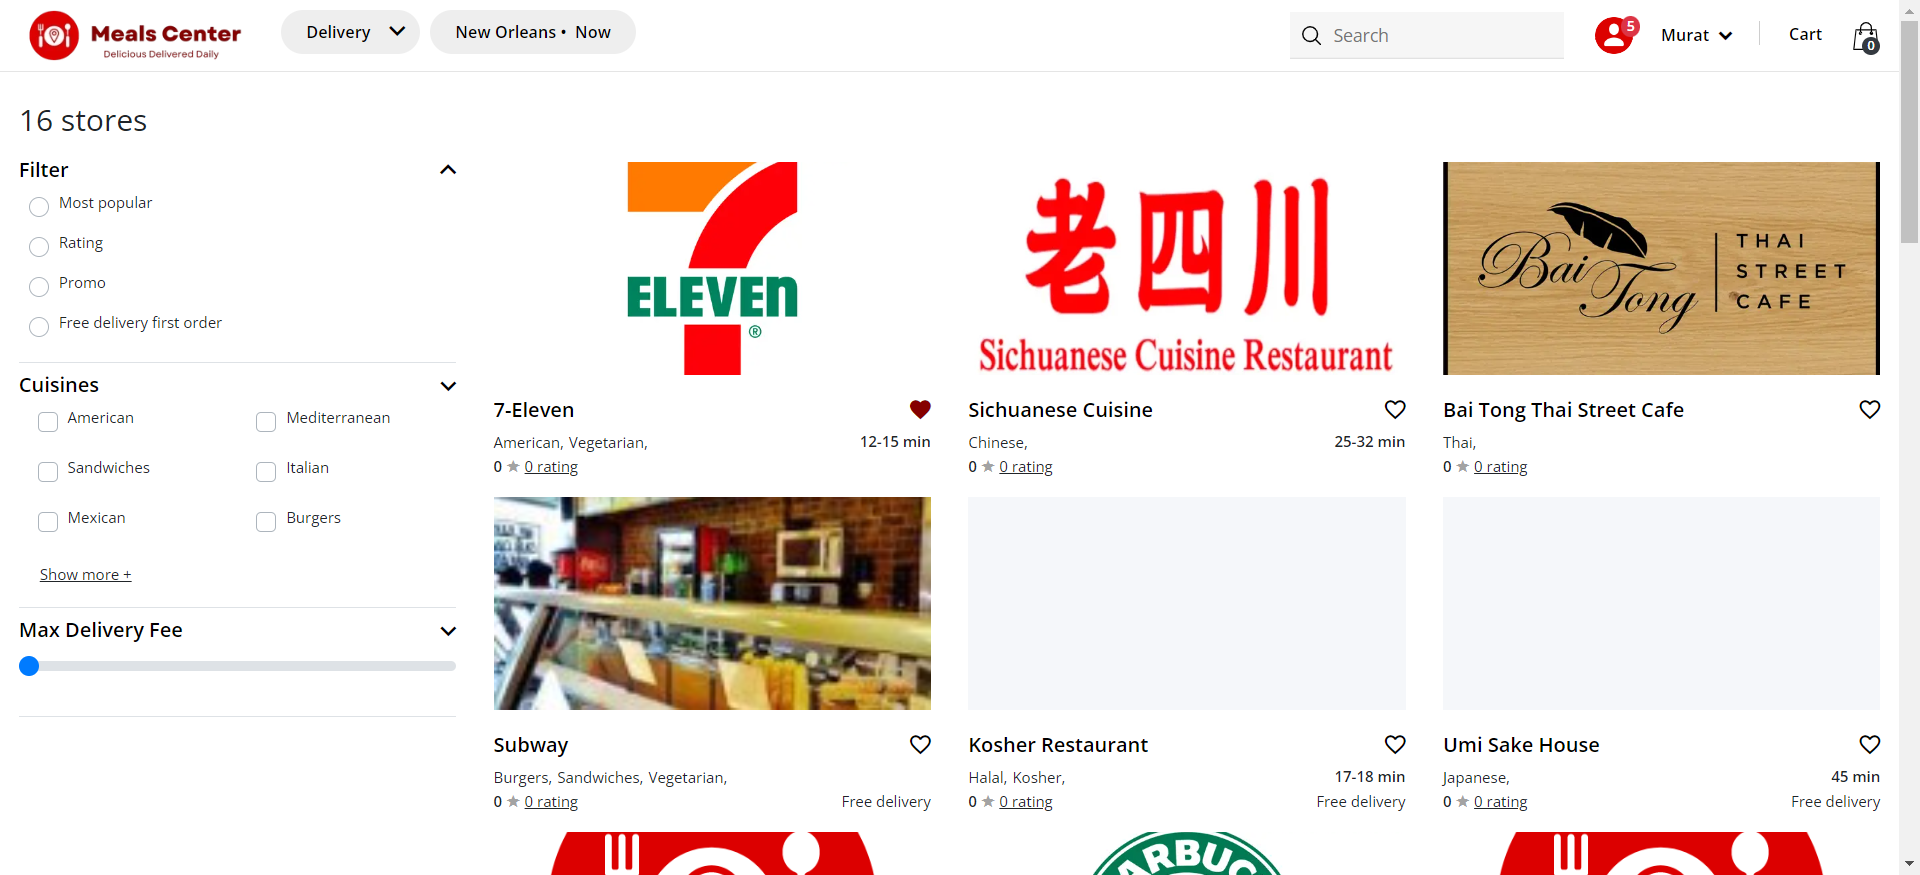 Meals Center
Delicious Delivered Daily
Delivery
New Orleans • Now
Search
5
Murat
Cart
0
16 stores
Filter
Most popular
Rating
Promo
Free delivery first order
Cuisines
American
Mediterranean
Sandwiches
Italian
Mexican
Burgers
Show more +
Max Delivery Fee
7
ELEVEn
®
7-Eleven
American, Vegetarian,
12-15 min
0 ★ 0 rating
老四川
Sichuanese Cuisine Restaurant
Sichuanese Cuisine
Chinese,
25-32 min
0 ★ 0 rating
Bai Tong
THAI
STREET
CAFE
Bai Tong Thai Street Cafe
Thai,
0 ★ 0 rating
Subway
Burgers, Sandwiches, Vegetarian,
0 ★ 0 rating
Free delivery
Kosher Restaurant
Halal, Kosher,
17-18 min
0 ★ 0 rating
Free delivery
Umi Sake House
Japanese,
45 min
0 ★ 0 rating
Free delivery
ARBUC